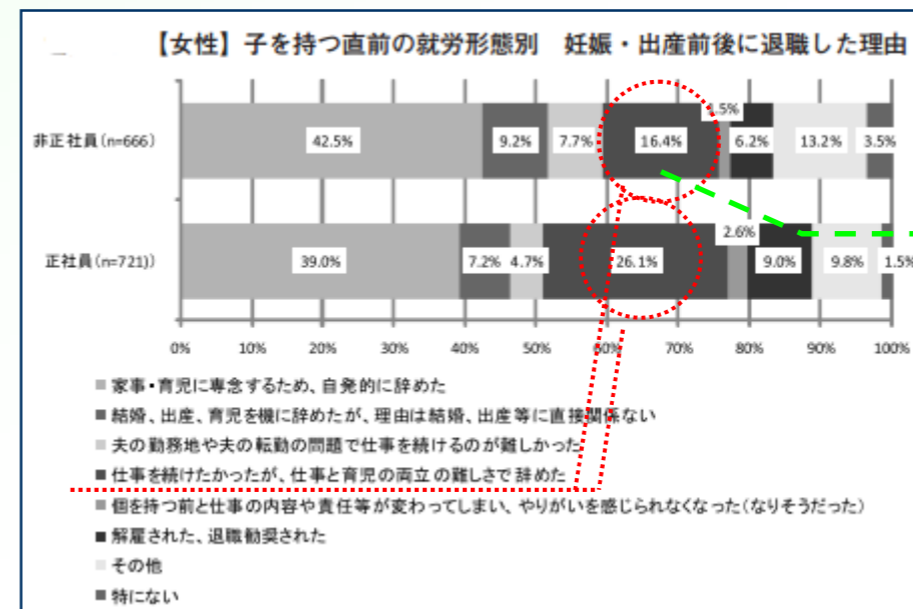 【女性】子を持つ直前の就労形態別　妊娠・出産前後に退職した理由
非正社員(n=666)
42.5%
9.2%
7.7%
16.4%
1.5%
6.2%
13.2%
3.5%
正社員(n=721))
39.0%
7.2%
4.7%
26.1%
2.6%
9.0%
9.8%
1.5%
0% 10% 20% 30% 40% 50% 60% 70% 80% 90% 100%
■家事・育児に専念するため、自発的に辞めた
■結婚、出産、育児を機に辞めたが、理由は結婚、出産等に直接関係ない
■夫の勤務地や夫の転勤の問題で仕事を続けるのが難しかった
■仕事を続けたかったが、仕事と育児の両立の難しさで辞めた
■個を持つ前と仕事の内容や責任等が変わってしまい、やりがいを感じられなくなった(なりそうだった)
■解雇された、退職勧奨された
■その他
■特にない